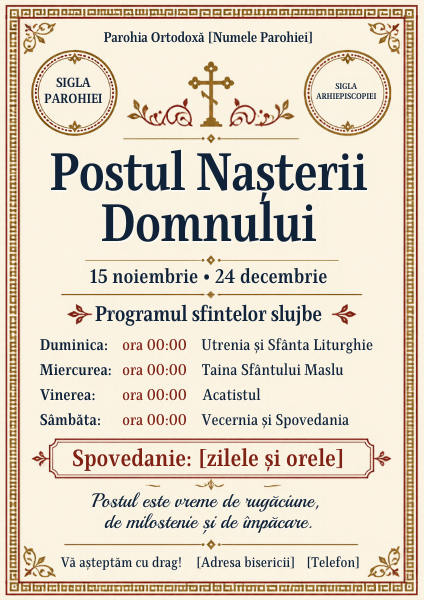 Parohia Ortodoxă [Numele Parohiei]
SIGLA
PAROHIEI
SIGLA
ARHIEPISCOPIEI
Postul Nașterii
Domnului
15 noiembrie • 24 decembrie
Programul sfintelor slujbe
Duminica: ora 00:00 Utrenia și Sfânta Liturghie
Miercurea: ora 00:00 Taina Sfântului Maslu
Vinerea: ora 00:00 Acatistul
Sâmbăta: ora 00:00 Vecernia și Spovedania
Spovedanie: [zilele și orele]
Postul este vreme de rugăciune,
de milostenie și de împăcare.
Vă așteptăm cu drag! [Adresa bisericii] [Telefon]